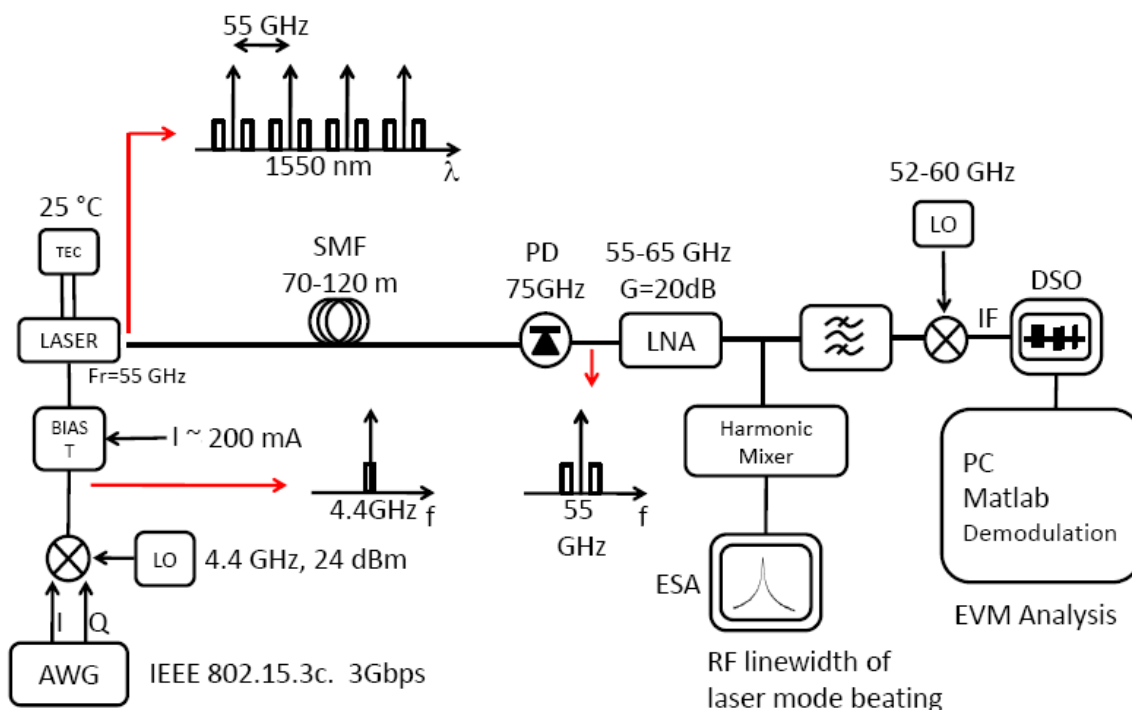 55 GHz
1550 nm
λ
25 °C
TEC
LASER
Fr=55 GHz
BIAS
T
I ~ 200 mA
4.4GHz
f
LO
4.4 GHz, 24 dBm
I
Q
AWG
IEEE 802.15.3c. 3Gbps
SMF
70-120 m
PD
75GHz
55-65 GHz
G=20dB
LNA
55
f
GHz
Harmonic
Mixer
ESA
RF linewidth of
laser mode beating
52-60 GHz
LO
IF
DSO
PC
Matlab
Demodulation
EVM Analysis